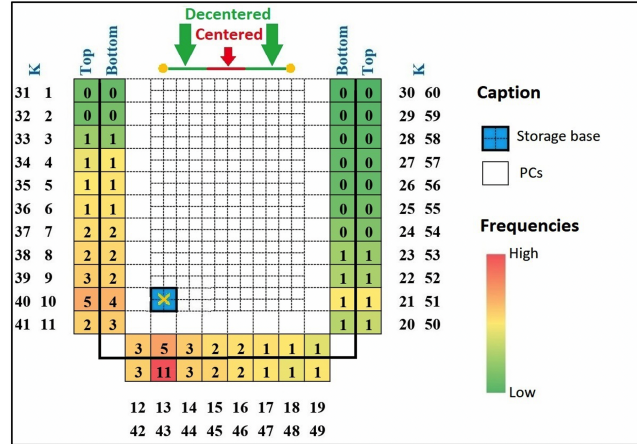 Decentered
Centered
K Top Bottom Bottom Top K
31 1 0 0 0 0 30 60
32 2 0 0 0 0 29 59
33 3 1 1 0 0 28 58
34 4 1 1 0 0 27 57
35 5 1 1 0 0 26 56
36 6 1 1 0 0 25 55
37 7 2 2 0 0 24 54
38 8 2 2 1 1 23 53
39 9 3 2 1 1 22 52
40 10 5 4 1 1 21 51
41 11 2 3 1 1 20 50
3 5 3 2 2 1 1 1
3 11 3 2 2 1 1 1
12 13 14 15 16 17 18 19
42 43 44 45 46 47 48 49
Caption
Storage base
PCs
Frequencies
High
Low